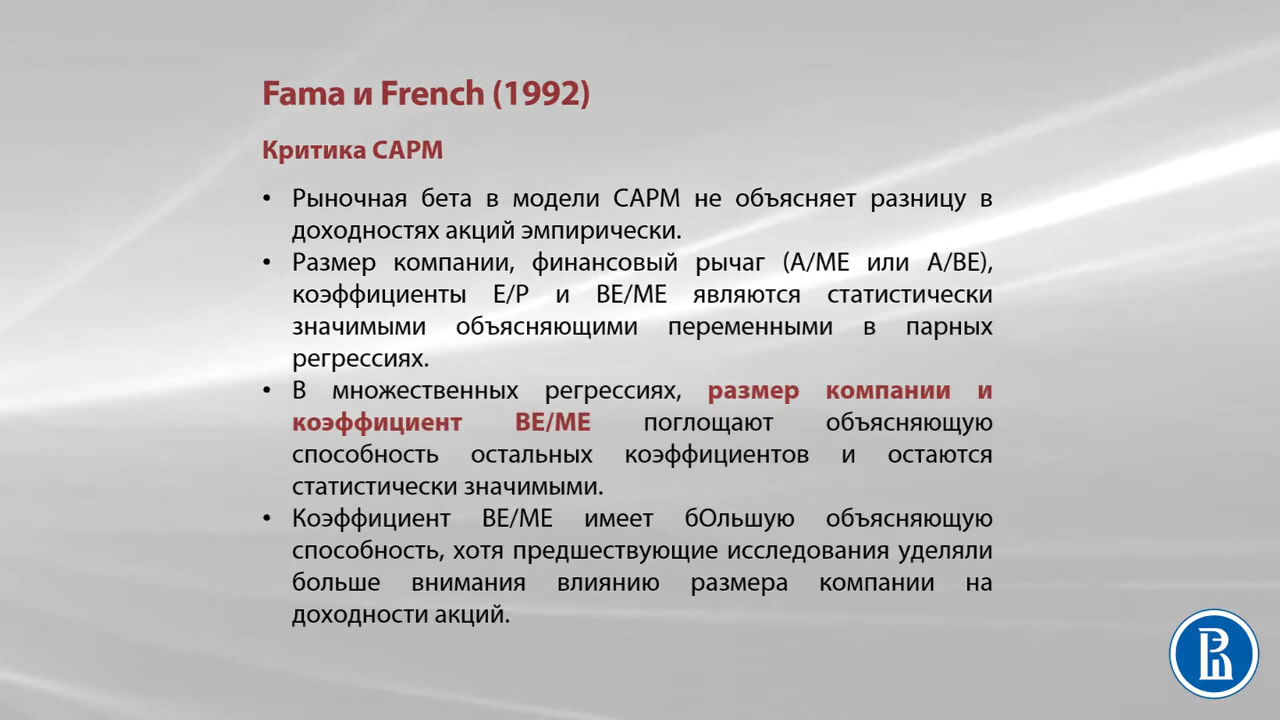 Fama и French (1992)
Критика CAPM
• Рыночная бета в модели CAPM не объясняет разницу в
доходностях акций эмпирически.
• Размер компании, финансовый рычаг (A/ME или A/BE),
коэффициенты E/P и BE/ME являются статистически
значимыми объясняющими переменными в парных
регрессиях.
• В множественных регрессиях, размер компании и
коэффициент BE/ME поглощают объясняющую
способность остальных коэффициентов и остаются
статистически значимыми.
• Коэффициент BE/ME имеет бОльшую объясняющую
способность, хотя предшествующие исследования уделяли
больше внимания влиянию размера компании на
доходности акций.